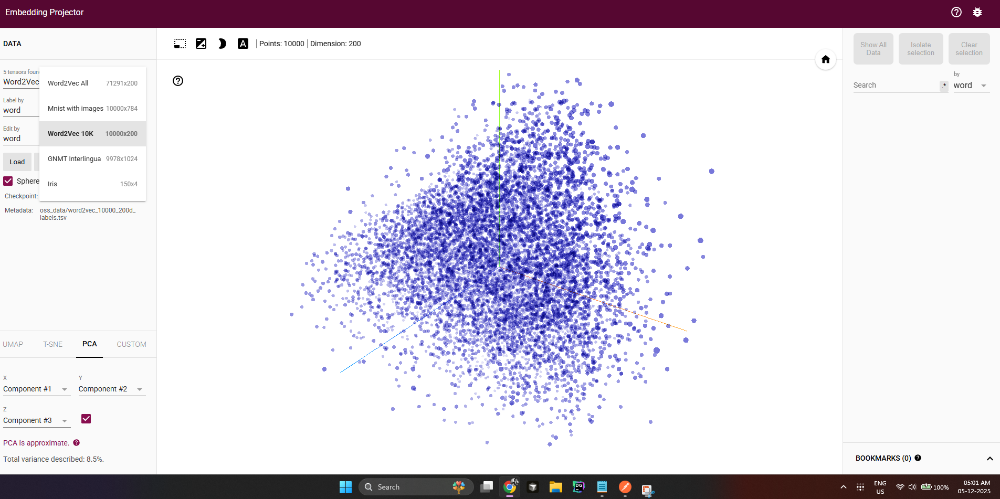 Embedding Projector
DATA
5 tensors foun
Word2Vec
Label by
word
Edit by
word
Load
Sphere
Checkpoint:
Metadata: oss_data/word2vec_10000_200d_
labels.tsv
Word2Vec All 71291x200
Mnist with images 10000x784
Word2Vec 10K 10000x200
GNMT Interlingua 9978x1024
Iris 150x4
UMAP T-SNE PCA CUSTOM
X Y
Component #1 Component #2
Z
Component #3
PCA is approximate.
Total variance described: 8.5%.
A Points: 10000 Dimension: 200
Show All
Data
Isolate
selection
Clear
selection
Search .* by
word
BOOKMARKS (0)
Search
DG
ENG
US
100%
05:01 AM
05-12-2025